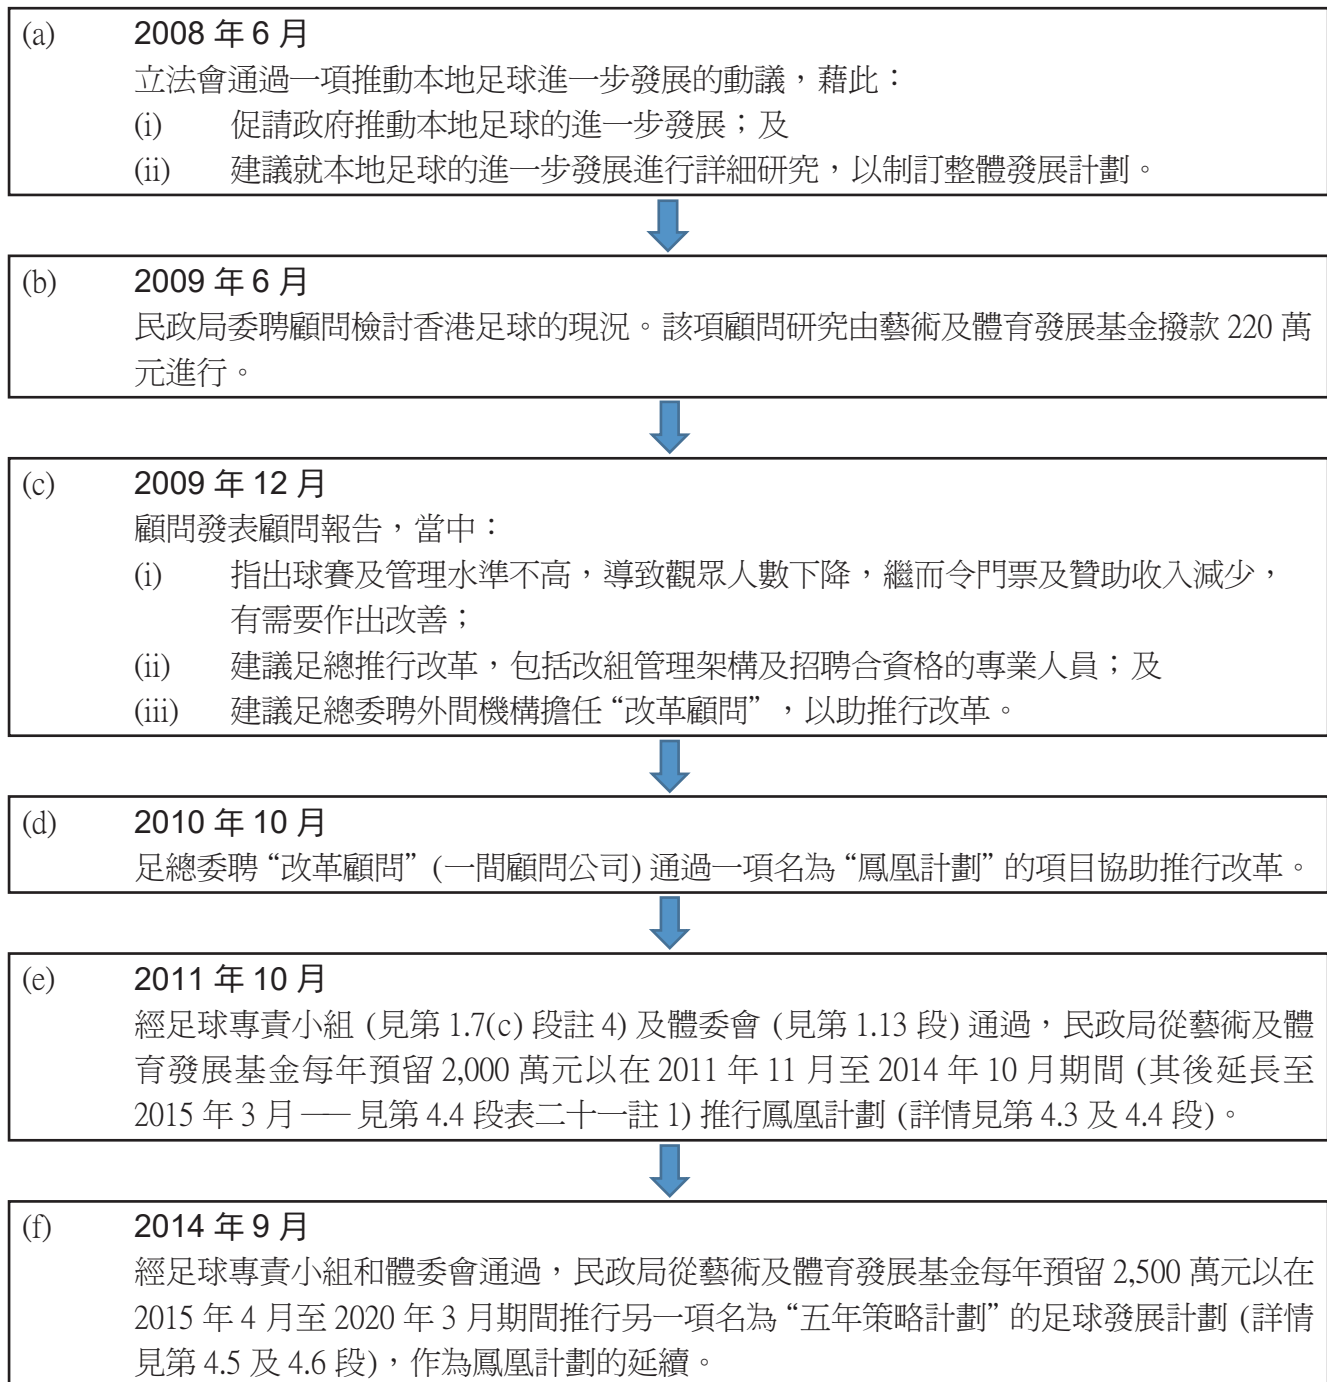 (a) 2008 年 6 月
立法會通過一項推動本地足球進一步發展的動議，藉此：
(i) 促請政府推動本地足球的進一步發展；及
(ii) 建議就本地足球的進一步發展進行詳細研究，以制訂整體發展計劃。
(b) 2009 年 6 月
民政局委聘顧問檢討香港足球的現況。該項顧問研究由藝術及體育發展基金撥款 220 萬
元進行。
(c) 2009 年 12 月
顧問發表顧問報告，當中：
(i) 指出球賽及管理水準不高，導致觀眾人數下降，繼而令門票及贊助收入減少，
有需要作出改善；
(ii) 建議足總推行改革，包括改組管理架構及招聘合資格的專業人員；及
(iii) 建議足總委聘外間機構擔任“改革顧問”，以助推行改革。
(d) 2010 年 10 月
足總委聘“改革顧問” (一間顧問公司) 通過一項名為“鳳凰計劃”的項目協助推行改革。
(e) 2011 年 10 月
經足球專責小組 (見第 1.7(c) 段註 4) 及體委會 (見第 1.13 段) 通過，民政局從藝術及體
育發展基金每年預留 2,000 萬元以在 2011 年 11 月至 2014 年 10 月期間 (其後延長至
2015 年 3 月 —— 見第 4.4 段表二十一註 1) 推行鳳凰計劃 (詳情見第 4.3 及 4.4 段)。
(f) 2014 年 9 月
經足球專責小組和體委會通過，民政局從藝術及體育發展基金每年預留 2,500 萬元以在
2015 年 4 月至 2020 年 3 月期間推行另一項名為“五年策略計劃”的足球發展計劃 (詳情
見第 4.5 及 4.6 段)，作為鳳凰計劃的延續。